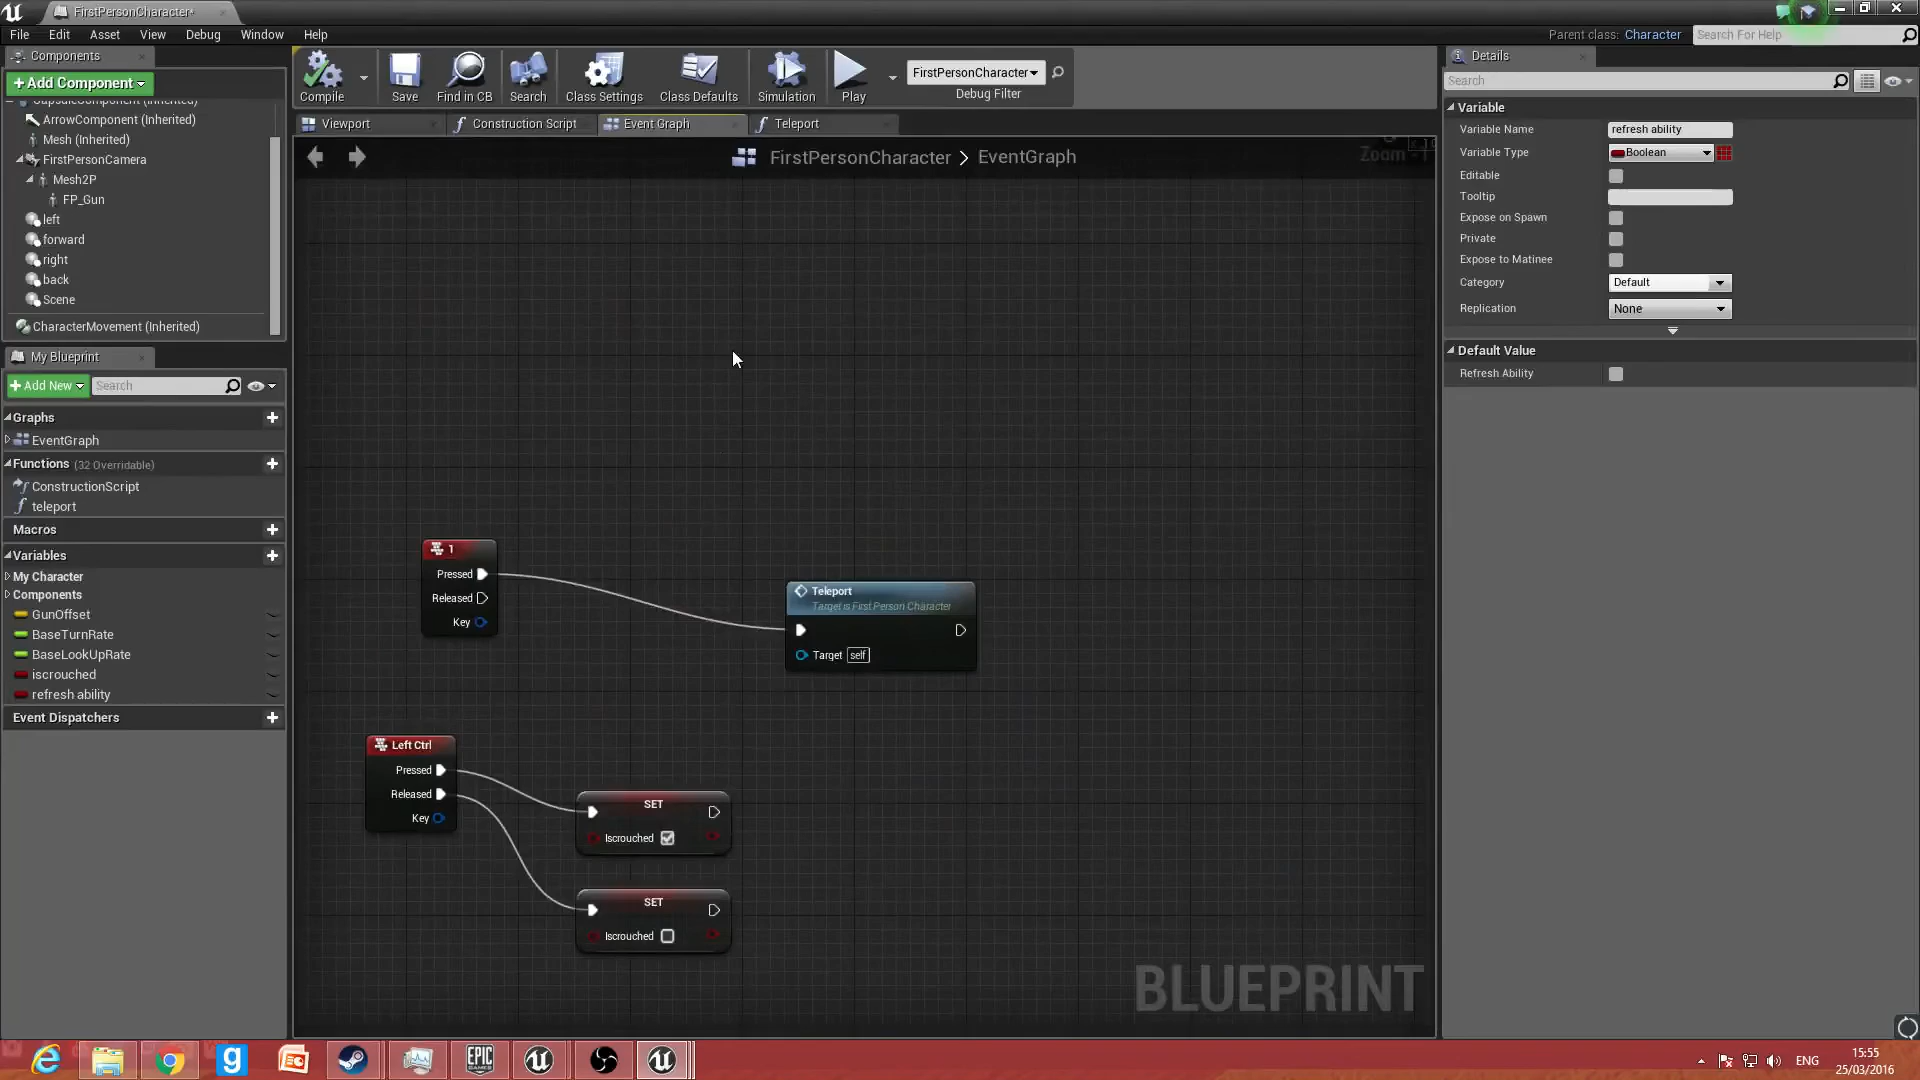 FirstPersonCharacter*
File Edit Asset View Debug Window Help
Parent class: Character Search For Help
Components
+Add Component
CapsuleComponent (Inherited)
ArrowComponent (Inherited)
Mesh (Inherited)
FirstPersonCamera
Mesh2P
FP_Gun
left
forward
right
back
Scene
CharacterMovement (Inherited)
My Blueprint
+Add New Search
Graphs
EventGraph
Functions (32 Overridable)
ConstructionScript
teleport
Macros
Variables
My Character
Components
GunOffset
BaseTurnRate
BaseLookUpRate
iscrouched
refresh ability
Event Dispatchers
Compile Save Find in CB Search Class Settings Class Defaults Simulation Play
FirstPersonCharacter
Debug Filter
Viewport Construction Script Event Graph Teleport
FirstPersonCharacter > EventGraph
Zoom -1
1
Pressed
Released
Key
Teleport
Target is First Person Character
Target self
Left Ctrl
Pressed
Released
Key
SET
Iscrouched
SET
Iscrouched
BLUEPRINT
Details
Search
Variable
Variable Name refresh ability
Variable Type Boolean
Editable
Tooltip
Expose on Spawn
Private
Expose to Matinee
Category Default
Replication None
Default Value
Refresh Ability
EPIC
GAMES
ENG
15:55
25/03/2016